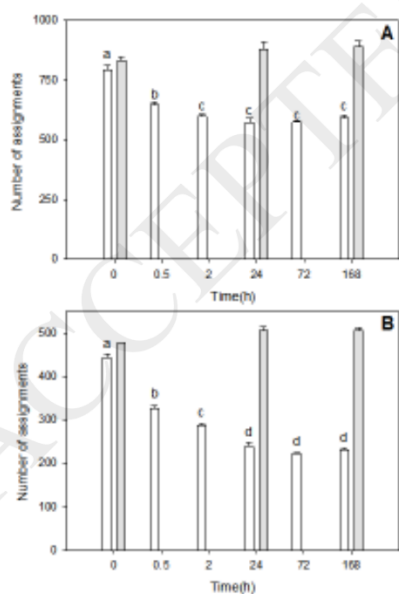 A
1000
750
500
250
0
Number of assignments
a
b
c
c
c
c
0 0.5 2 24 72 168
Time(h)
B
500
400
300
200
100
0
Number of assignments
a
b
c
d
d
d
0 0.5 2 24 72 168
Time(h)
ACCEPTE